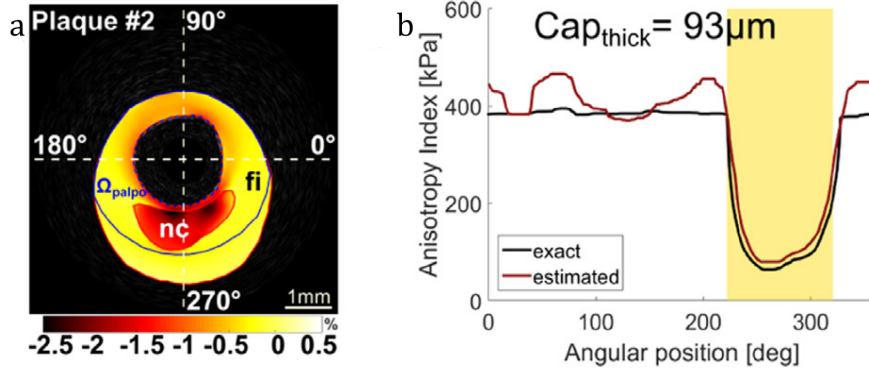 a
Plaque #2
90°
180°
0°
Ωpalpo
fi
nc
270°
1mm
%
-2.5 -2 -1.5 -1 -0.5 0 0.5
b
Capthick= 93µm
Anisotropy Index [kPa]
600
400
200
0
exact
estimated
0 100 200 300
Angular position [deg]